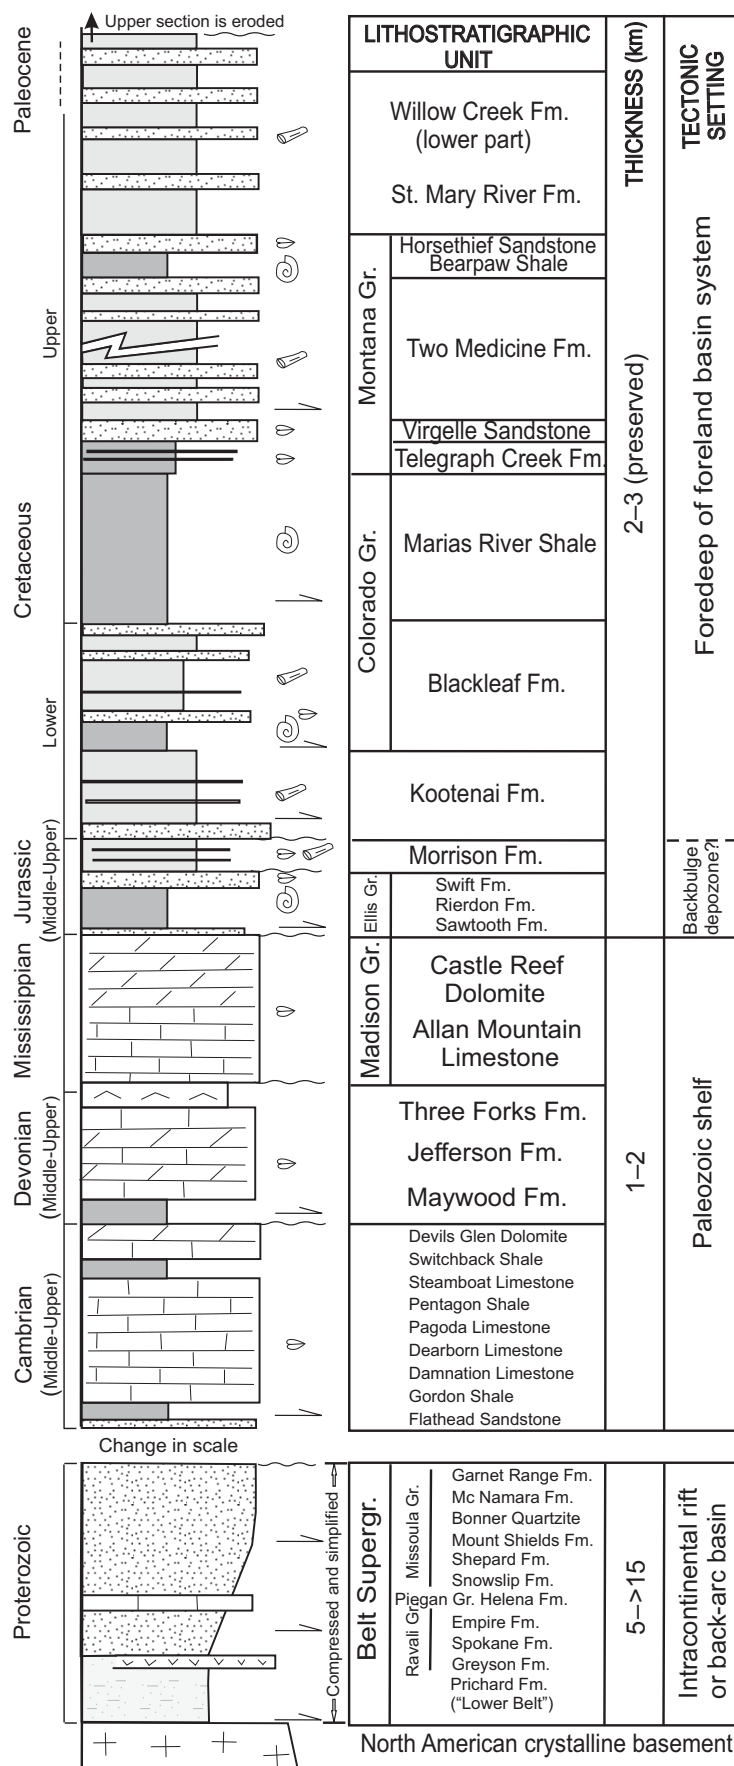 Upper section is eroded
Paleocene
Upper
Cretaceous
Lower
Jurassic
(Middle-Upper)
Mississippian
Devonian
(Middle-Upper)
Cambrian
(Middle-Upper)
Change in scale
Proterozoic
Compressed and simplified
LITHOSTRATIGRAPHIC
UNIT
THICKNESS (km)
TECTONIC
SETTING
Willow Creek Fm.
(lower part)
St. Mary River Fm.
Montana Gr.
Horsethief Sandstone
Bearpaw Shale
Two Medicine Fm.
Virgelle Sandstone
Telegraph Creek Fm.
Colorado Gr.
Marias River Shale
Blackleaf Fm.
Kootenai Fm.
Morrison Fm.
Ellis Gr.
Swift Fm.
Rierdon Fm.
Sawtooth Fm.
2–3 (preserved)
Foredeep of foreland basin system
Backbulge
depozone?
Madison Gr.
Castle Reef
Dolomite
Allan Mountain
Limestone
Three Forks Fm.
Jefferson Fm.
Maywood Fm.
Devils Glen Dolomite
Switchback Shale
Steamboat Limestone
Pentagon Shale
Pagoda Limestone
Dearborn Limestone
Damnation Limestone
Gordon Shale
Flathead Sandstone
1–2
Paleozoic shelf
Belt Supergr.
Missoula Gr.
Garnet Range Fm.
Mc Namara Fm.
Bonner Quartzite
Mount Shields Fm.
Shepard Fm.
Snowslip Fm.
Piegan Gr. Helena Fm.
Ravali Gr.
Empire Fm.
Spokane Fm.
Greyson Fm.
Prichard Fm.
("Lower Belt")
5–>15
Intracontinental rift
or back-arc basin
North American crystalline basement